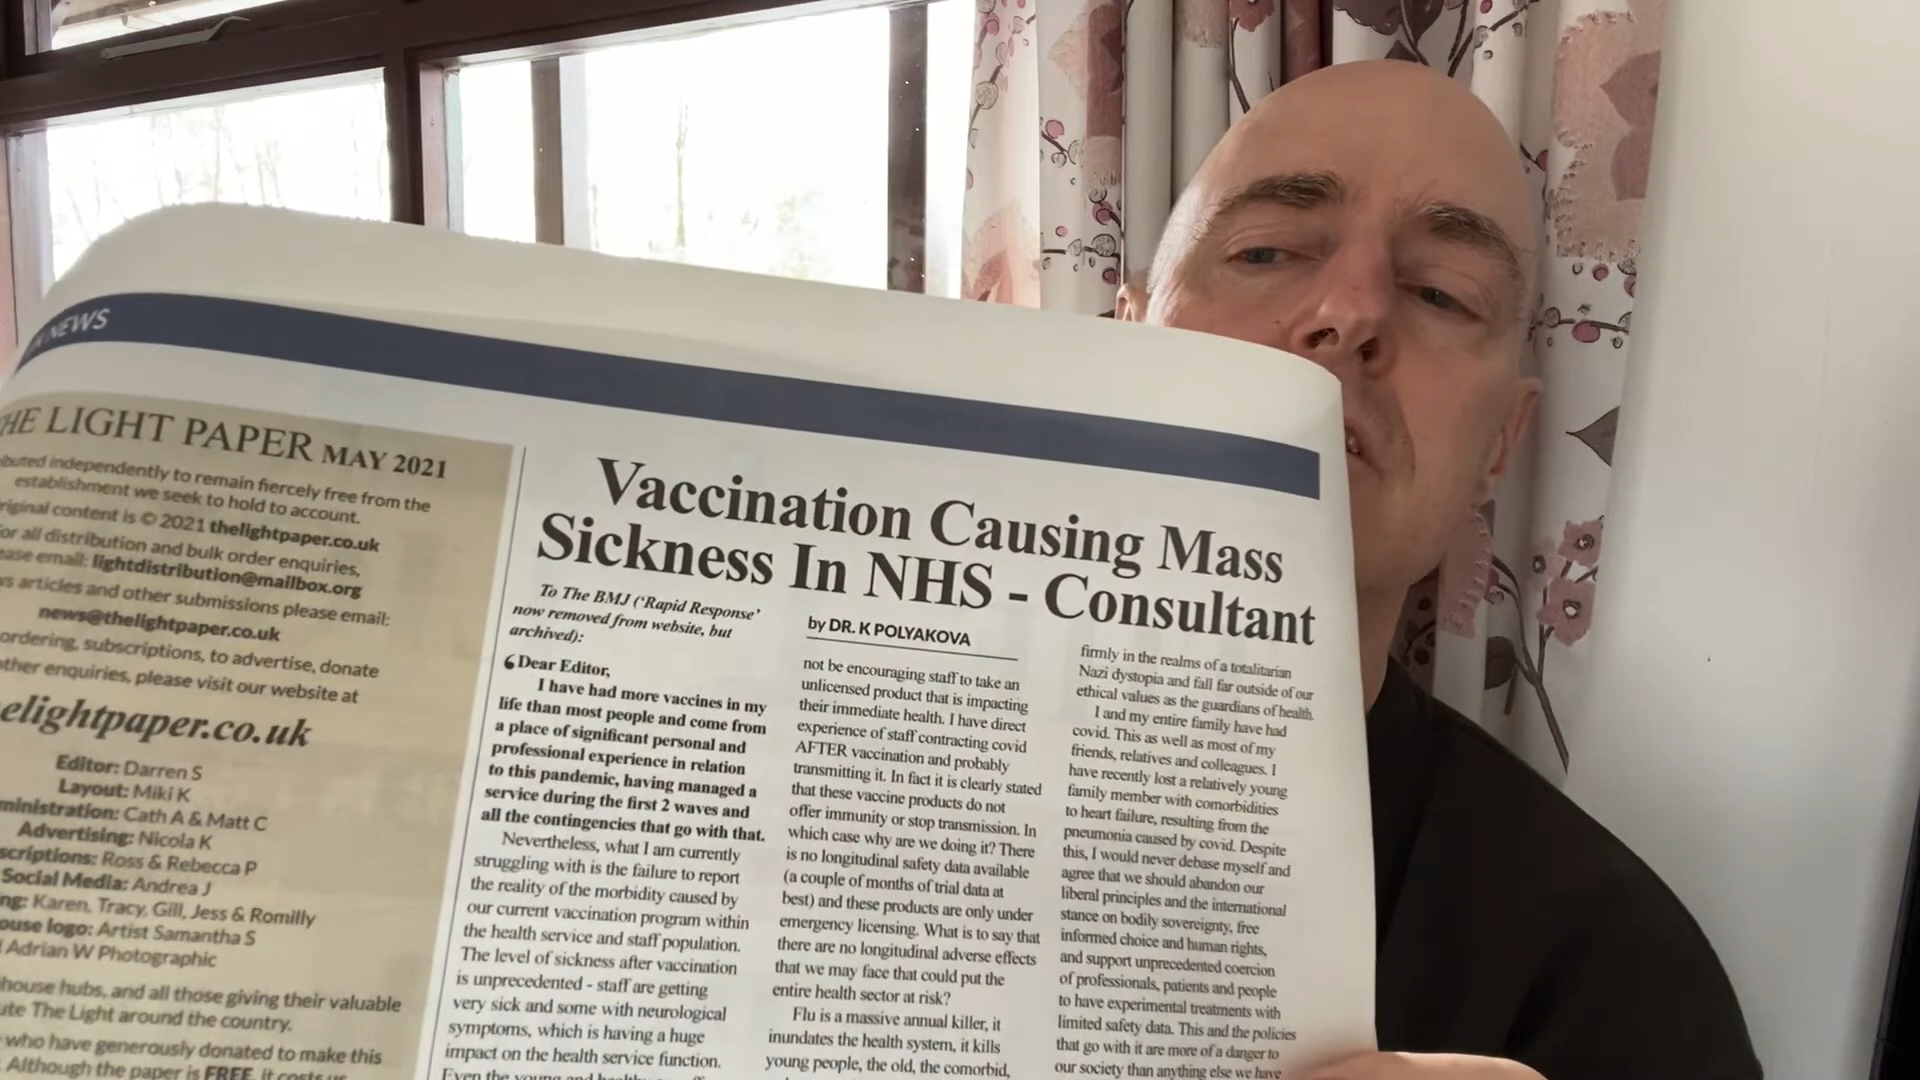 NEWS
THE LIGHT PAPER MAY 2021
independently to remain fiercely free from the
establishment we seek to hold to account.
original content is © 2021 thelightpaper.co.uk
for all distribution and bulk order enquiries,
email: lightdistribution@mailbox.org
articles and other submissions please email:
news@thelightpaper.co.uk
ordering, subscriptions, to advertise, donate
other enquiries, please visit our website at
thelightpaper.co.uk
Editor: Darren S
Layout: Miki K
Cath A & Matt C
Advertising: Nicola K
Ross & Rebecca P
Social Media: Andrea J
Karen, Tracy, Gill, Jess & Romilly
logo: Artist Samantha S
Adrian W Photographic
hubs, and all those giving their valuable
The Light around the country.
who have generously donated to make this
Although the paper is FREE, it costs us
Vaccination Causing Mass
Sickness In NHS - Consultant
To The BMJ ('Rapid Response'
now removed from website, but
archived):
‘Dear Editor,
I have had more vaccines in my
life than most people and come from
a place of significant personal and
professional experience in relation
to this pandemic, having managed a
service during the first 2 waves and
all the contingencies that go with that.
Nevertheless, what I am currently
struggling with is the failure to report
the reality of the morbidity caused by
our current vaccination program within
the health service and staff population.
The level of sickness after vaccination
is unprecedented - staff are getting
very sick and some with neurological
symptoms, which is having a huge
impact on the health service function.
Even the young and
by DR. K POLYAKOVA
not be encouraging staff to take an
unlicensed product that is impacting
their immediate health. I have direct
experience of staff contracting covid
AFTER vaccination and probably
transmitting it. In fact it is clearly stated
that these vaccine products do not
offer immunity or stop transmission. In
which case why are we doing it? There
is no longitudinal safety data available
(a couple of months of trial data at
best) and these products are only under
emergency licensing. What is to say that
there are no longitudinal adverse effects
that we may face that could put the
entire health sector at risk?
Flu is a massive annual killer, it
inundates the health system, it kills
young people, the old, the comorbid,
firmly in the realms of a totalitarian
Nazi dystopia and fall far outside of our
ethical values as the guardians of health.
I and my entire family have had
covid. This as well as most of my
friends, relatives and colleagues. I
have recently lost a relatively young
family member with comorbidities
to heart failure, resulting from the
pneumonia caused by covid. Despite
this, I would never debase myself and
agree that we should abandon our
liberal principles and the international
stance on bodily sovereignty, free
informed choice and human rights,
and support unprecedented coercion
of professionals, patients and people
to have experimental treatments with
limited safety data. This and the policies
that go with it are more of a danger to
our society than anything else we have